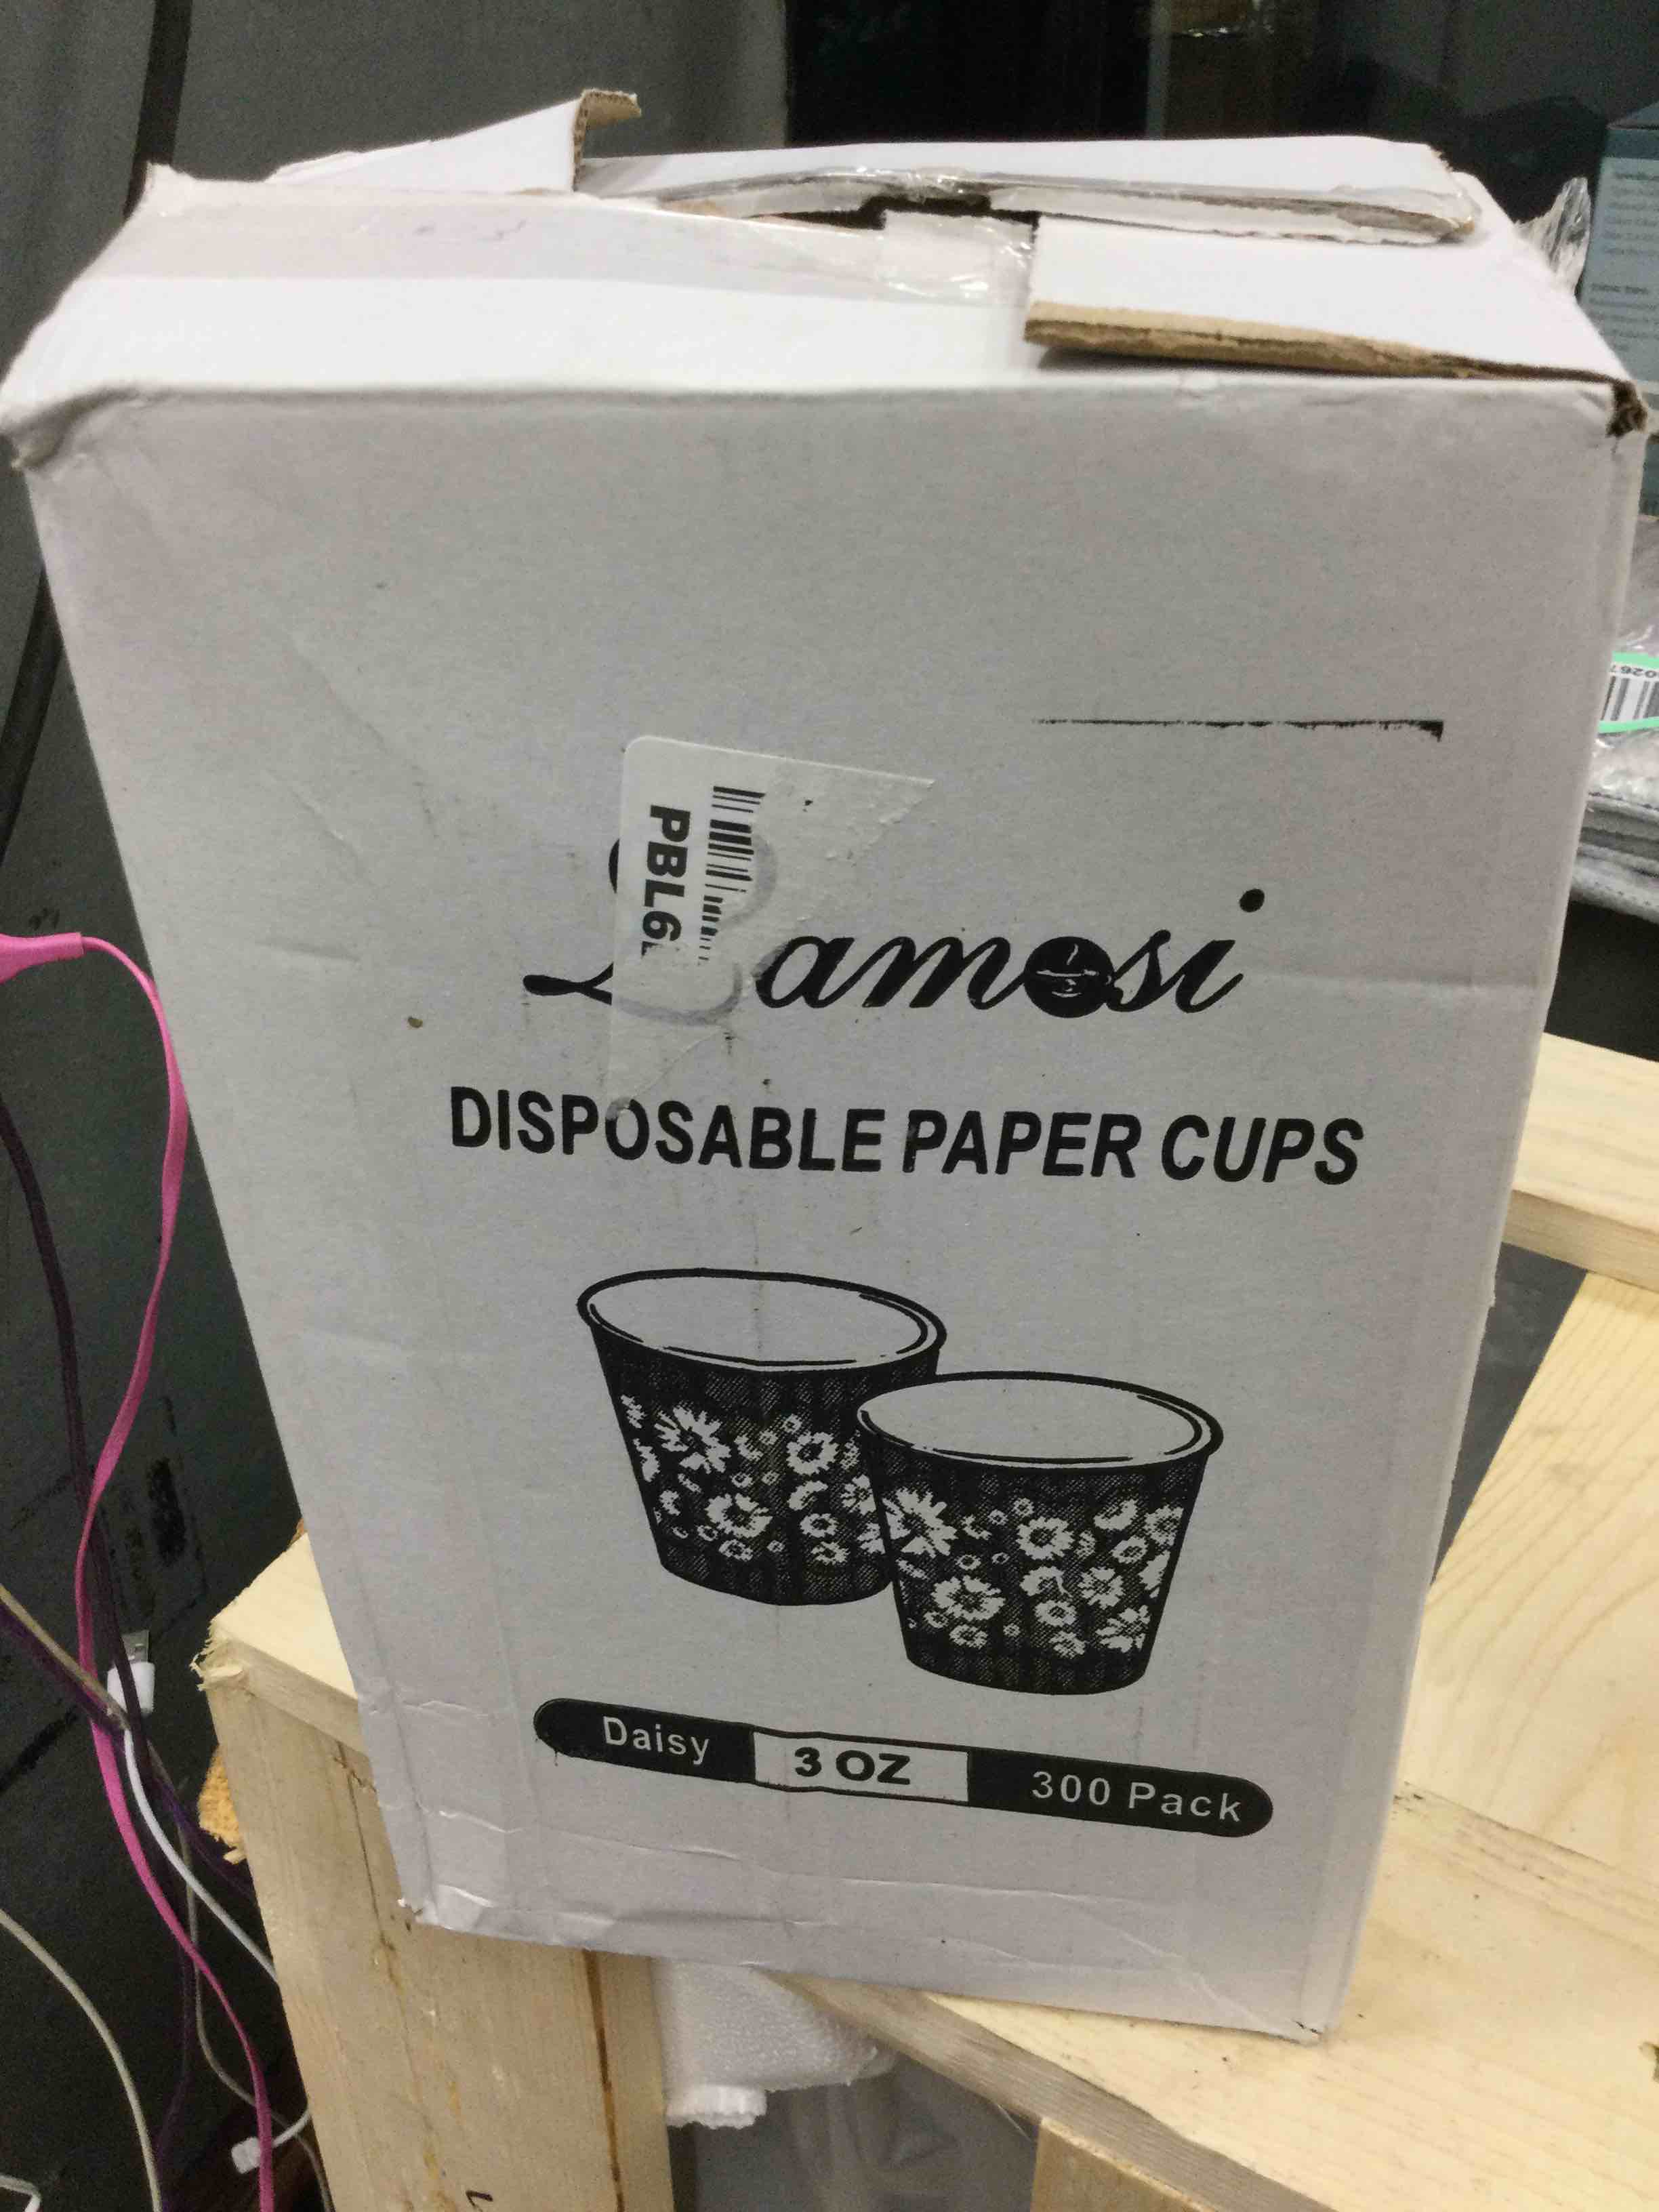 PBL6
amosi
DISPOSABLE PAPER CUPS
Daisy 3 OZ 300 Pack